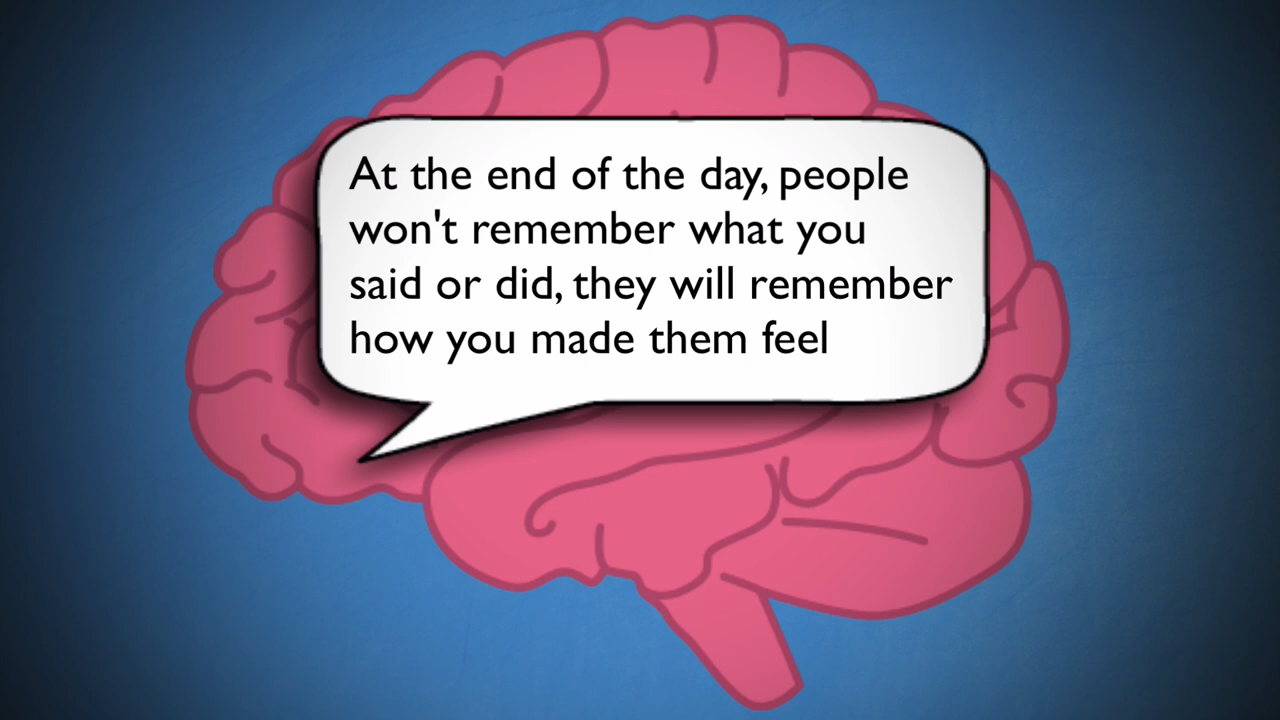 At the end of the day, people
won't remember what you
said or did, they will remember
how you made them feel